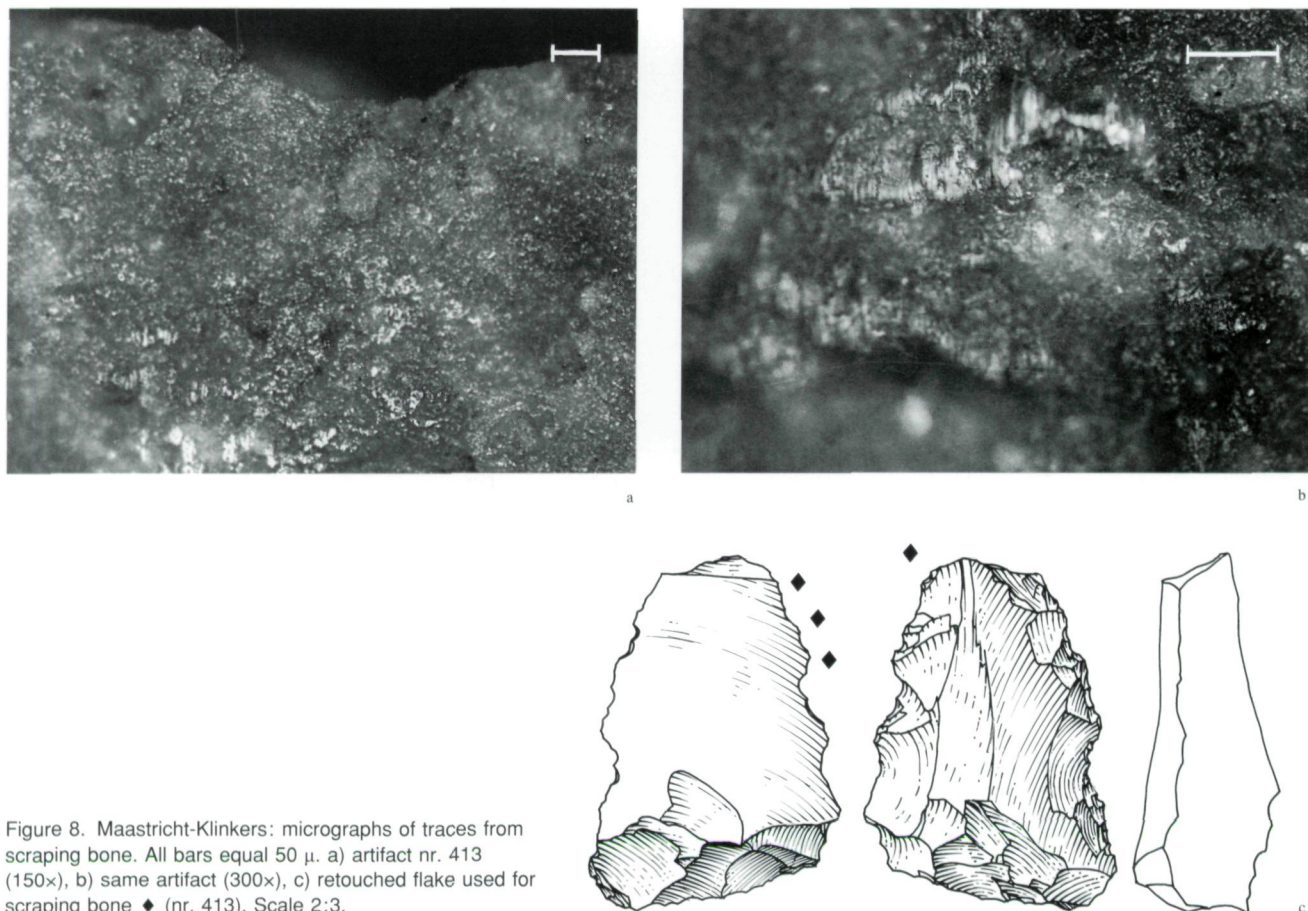 a
b
c
Figure 8. Maastricht-Klinkers: micrographs of traces from
scraping bone. All bars equal 50 μ. a) artifact nr. 413
(150×), b) same artifact (300×), c) retouched flake used for
scraping bone ♦ (nr. 413). Scale 2:3.